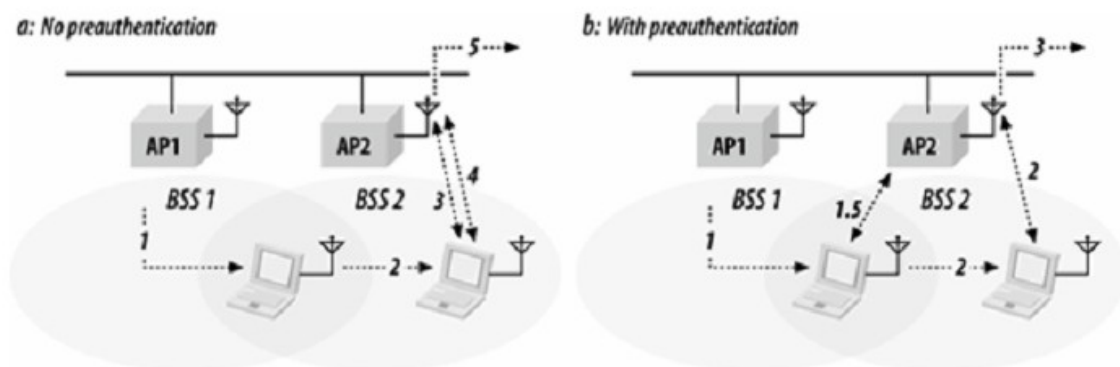 a: No preauthentication
5
AP1
AP2
4
BSS 1
BSS 2
3
1
2
b: With preauthentication
3
AP1
AP2
2
BSS 1
1.5
BSS 2
1
2